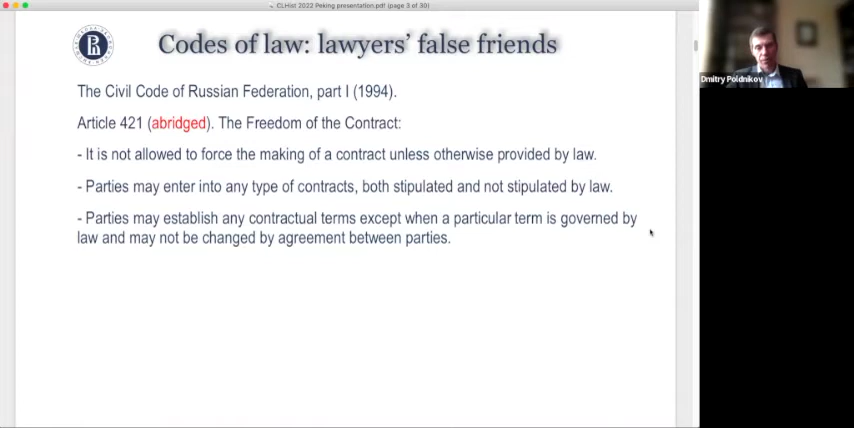 CLHist 2022 Peking presentation.pdf (page 3 of 30)
Codes of law: lawyers' false friends
Dmitry Poldnikov
The Civil Code of Russian Federation, part I (1994).
Article 421 (abridged). The Freedom of the Contract:
- It is not allowed to force the making of a contract unless otherwise provided by law.
- Parties may enter into any type of contracts, both stipulated and not stipulated by law.
- Parties may establish any contractual terms except when a particular term is governed by
law and may not be changed by agreement between parties.